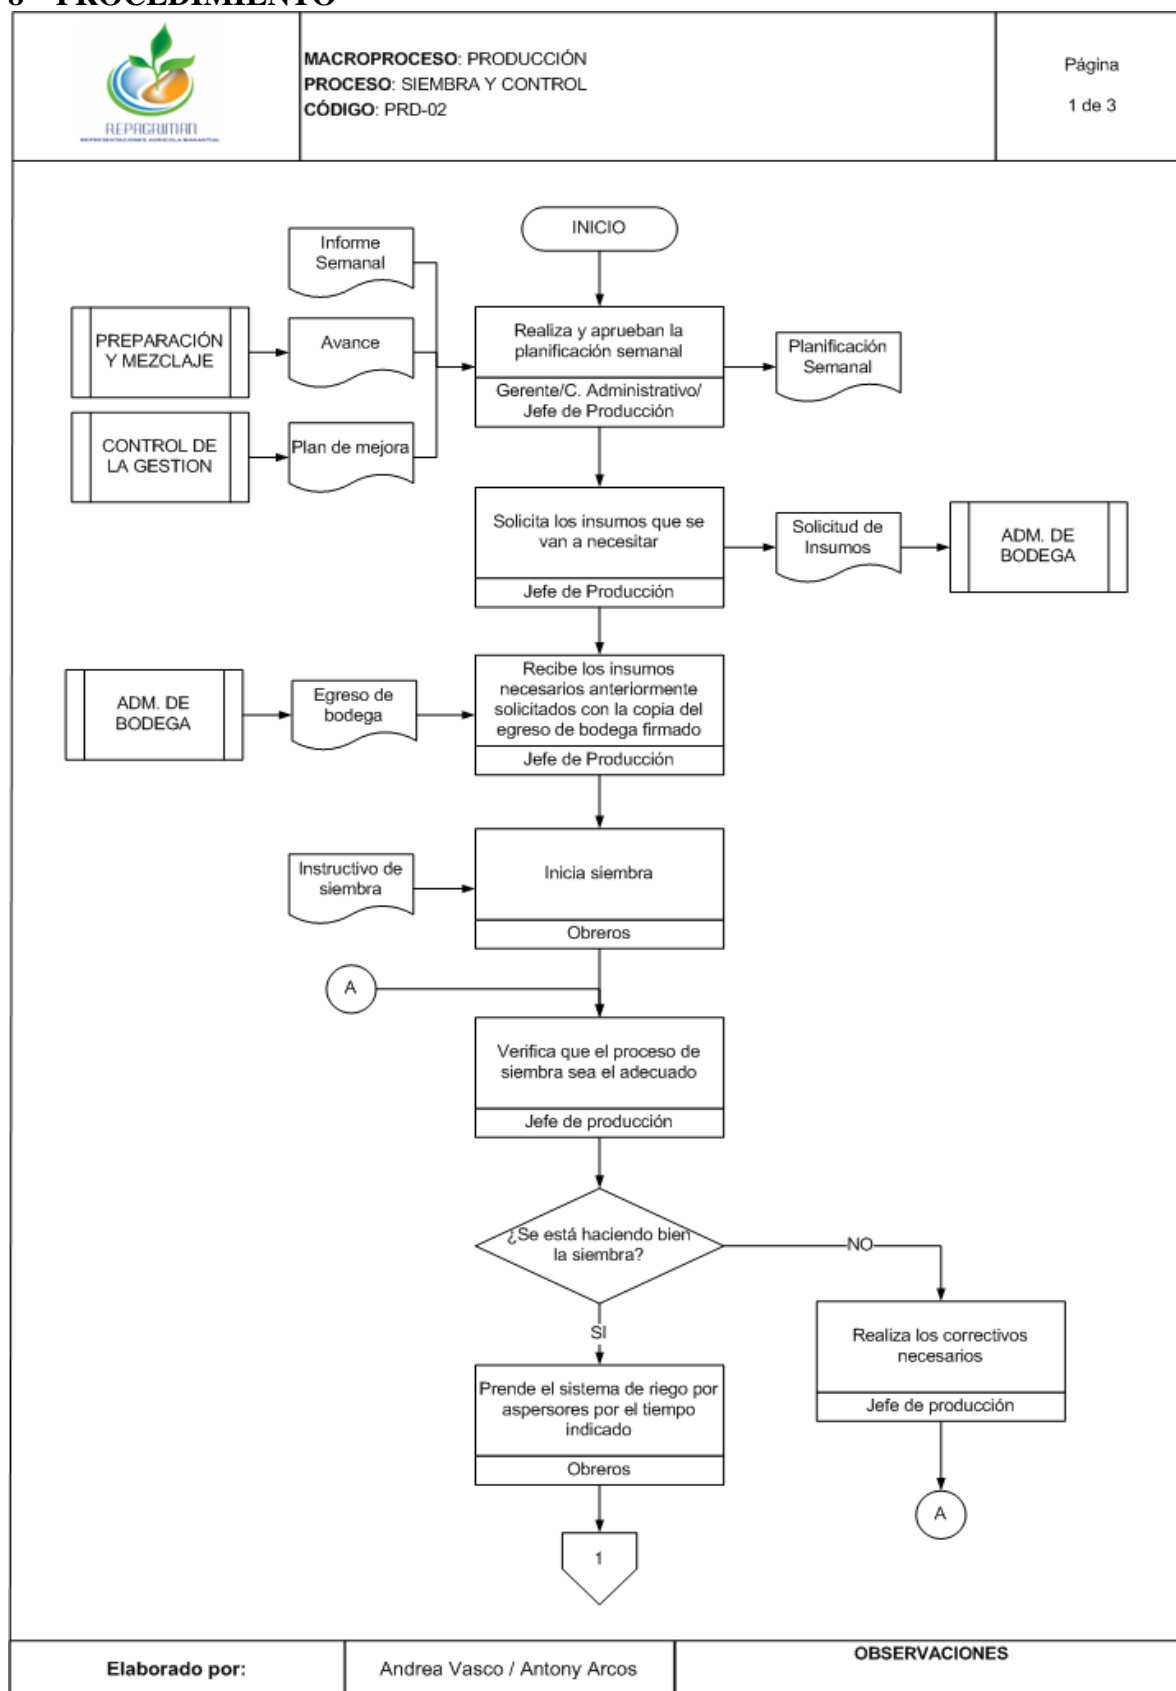 PROCEDIMIENTO
REPAGRIMAN
REPRESENTACIONES AGRICOLA MANANTIAL
MACROPROCESO: PRODUCCIÓN
PROCESO: SIEMBRA Y CONTROL
CÓDIGO: PRD-02
Página
1 de 3
INICIO
Informe
Semanal
PREPARACIÓN
Y MEZCLAJE
Avance
Realiza y aprueban la
planificación semanal
Gerente/C. Administrativo/
Jefe de Producción
Planificación
Semanal
CONTROL DE
LA GESTION
Plan de mejora
Solicita los insumos que se
van a necesitar
Jefe de Producción
Solicitud de
Insumos
ADM. DE
BODEGA
ADM. DE
BODEGA
Egreso de
bodega
Recibe los insumos
necesarios anteriormente
solicitados con la copia del
egreso de bodega firmado
Jefe de Producción
Instructivo de
siembra
Inicia siembra
Obreros
A
Verifica que el proceso de
siembra sea el adecuado
Jefe de producción
¿Se está haciendo bien
la siembra?
NO
SI
Realiza los correctivos
necesarios
Jefe de producción
Prende el sistema de riego por
aspersores por el tiempo
indicado
Obreros
A
1
Elaborado por:
Andrea Vasco / Antony Arcos
OBSERVACIONES